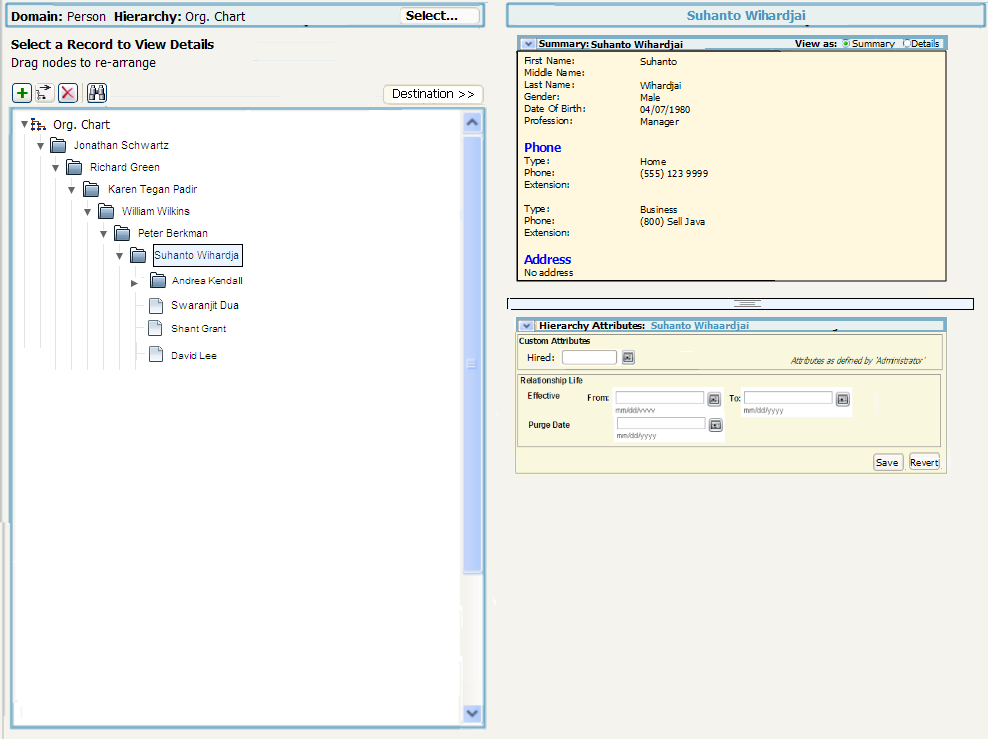 Domain: Person Hierarchy: Org. Chart Select...
Select a Record to View Details
Drag nodes to re-arrange
Destination >>
Org. Chart
Jonathan Schwartz
Richard Green
Karen Tegan Padir
William Wilkins
Peter Berkman
Suhanto Wihardja
Andrea Kendall
Swaranjit Dua
Shant Grant
David Lee
Suhanto Wihardjai
Summary: Suhanto Wihardjai View as: Summary Details
First Name: Suhanto
Middle Name:
Last Name: Wihardjai
Gender: Male
Date Of Birth: 04/07/1980
Profession: Manager
Phone
Type: Home
Phone: (555) 123 9999
Extension:
Type: Business
Phone: (800) Sell Java
Extension:
Address
No address
Hierarchy Attributes: Suhanto Wihaardjai
Custom Attributes
Hired: Attributes as defined by 'Administrator'
Relationship Life
Effective From: To:
mm/dd/yyyy mm/dd/yyyy
Purge Date
mm/dd/yyyy
Save Revert